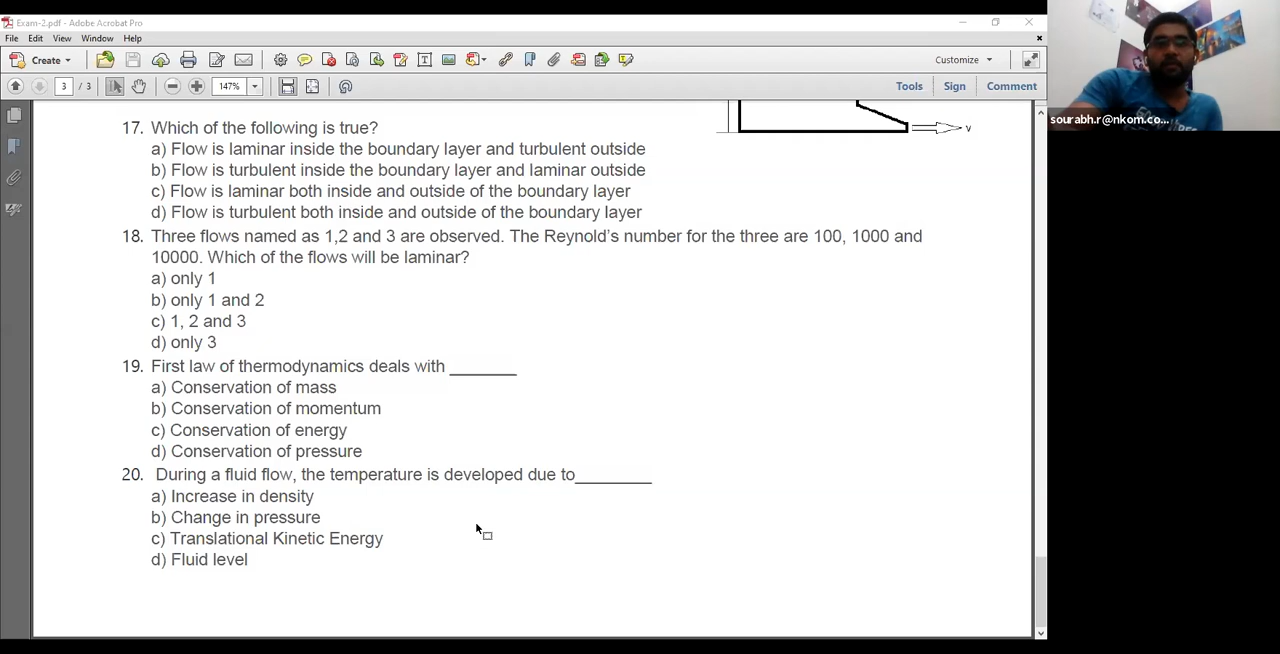 Exam-2.pdf - Adobe Acrobat Pro
File Edit View Window Help
Create
Customize
3 / 3
147%
Tools Sign Comment
v
17. Which of the following is true?
a) Flow is laminar inside the boundary layer and turbulent outside
b) Flow is turbulent inside the boundary layer and laminar outside
c) Flow is laminar both inside and outside of the boundary layer
d) Flow is turbulent both inside and outside of the boundary layer
18. Three flows named as 1,2 and 3 are observed. The Reynold's number for the three are 100, 1000 and
10000. Which of the flows will be laminar?
a) only 1
b) only 1 and 2
c) 1, 2 and 3
d) only 3
19. First law of thermodynamics deals with ________
a) Conservation of mass
b) Conservation of momentum
c) Conservation of energy
d) Conservation of pressure
20. During a fluid flow, the temperature is developed due to_________
a) Increase in density
b) Change in pressure
c) Translational Kinetic Energy
d) Fluid level
sourabh.r@nkom.co...